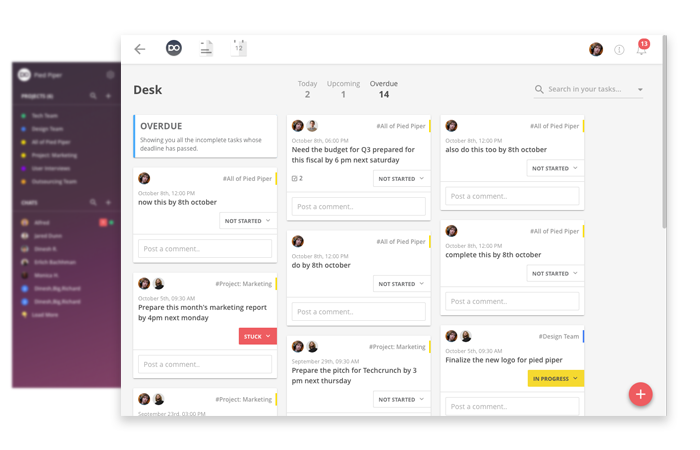 DO
Pied Piper
PROJECTS (6)
Tech Team
Design Team
All of Pied Piper
Project: Marketing
User Interviews
Outsourcing Team
CHATS
Alfred
Jared Dunn
Dinesh B.
Erlich Bachhman
Monica H.
Dinesh,Big,Richard
Dinesh,Big,Richard
Load More
DO
12
13
Desk
Today
2
Upcoming
1
Overdue
14
Search in your tasks...
OVERDUE
Showing you all the incomplete tasks whose
deadline has passed.
#All of Pied Piper
October 8th, 12:00 PM
now this by 8th october
NOT STARTED
Post a comment..
#Project: Marketing
October 5th, 09:30 AM
Prepare this month's marketing report
by 4pm next monday
STUCK
Post a comment..
#Project: Marketing
September 23rd, 03:00 PM
#All of Pied Piper
October 8th, 06:00 PM
Need the budget for Q3 prepared for
this fiscal by 6 pm next saturday
2
NOT STARTED
Post a comment..
#All of Pied Piper
October 8th, 12:00 PM
do by 8th october
NOT STARTED
Post a comment..
#Project: Marketing
September 29th, 09:30 AM
Prepare the pitch for Techcrunch by 3
pm next thursday
NOT STARTED
#All of Pied Piper
October 8th, 12:00 PM
also do this too by 8th october
NOT STARTED
Post a comment..
#All of Pied Piper
October 8th, 12:00 PM
complete this by 8th october
NOT STARTED
Post a comment..
#Design Team
October 5th, 09:30 AM
Finalize the new logo for pied piper
IN PROGRESS
Post a comment..